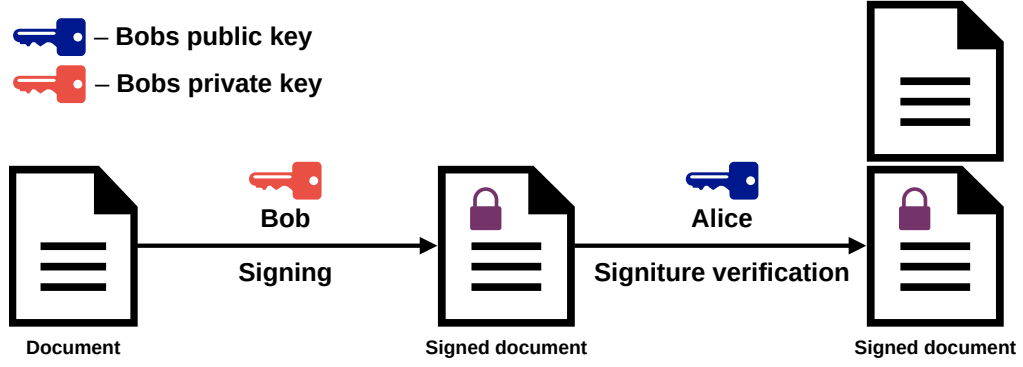 – Bobs public key
– Bobs private key
Bob
Signing
Alice
Signiture verification
Document
Signed document
Signed document